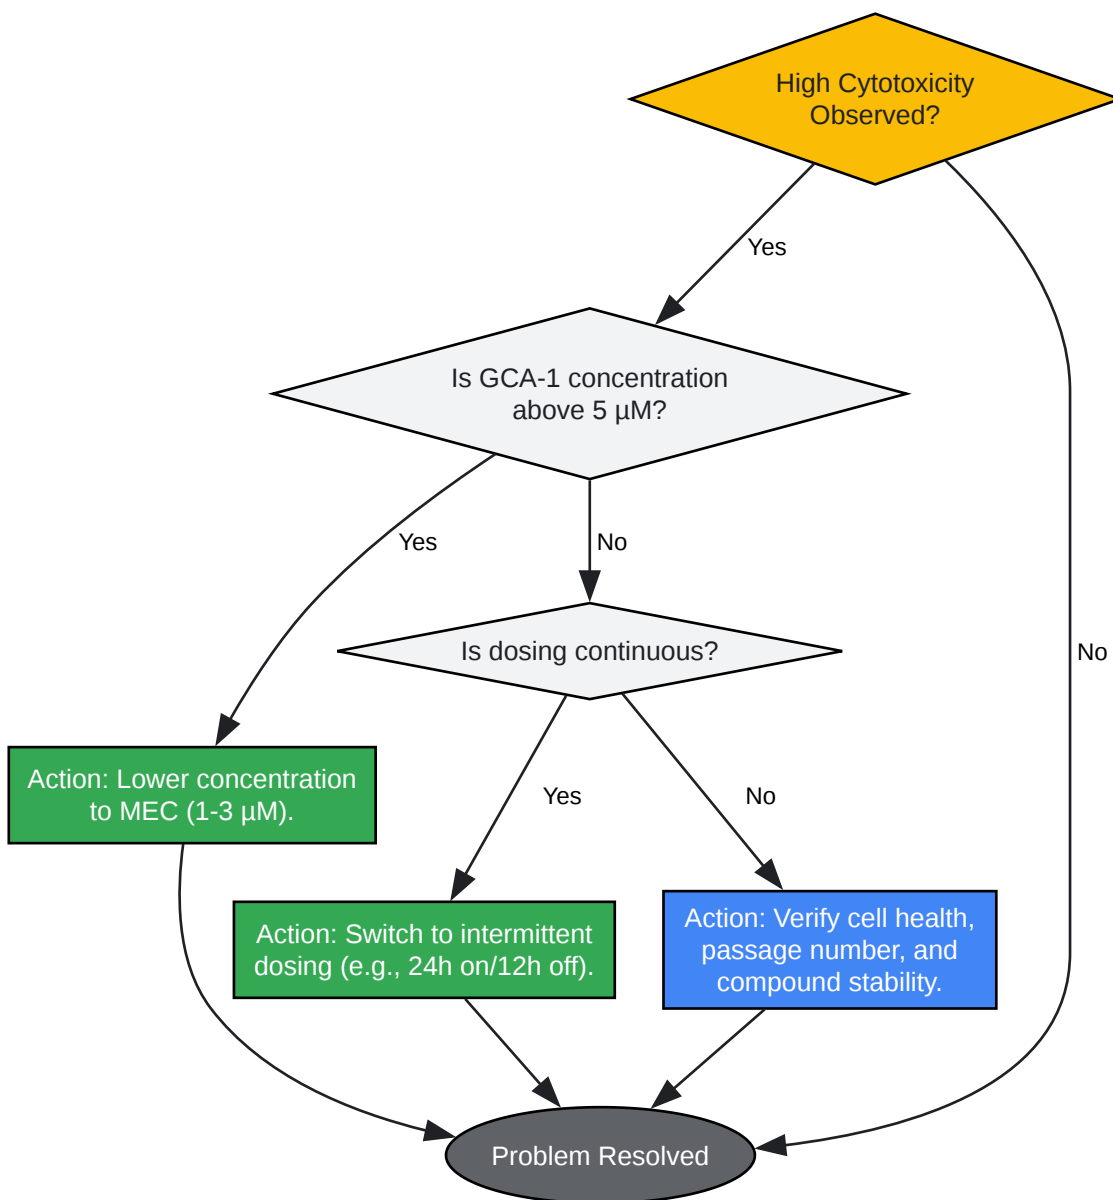 High Cytotoxicity
Observed?
Yes
Is GCA-1 concentration
above 5 µM?
Yes
No
Is dosing continuous?
No
Action: Lower concentration
to MEC (1-3 µM).
Yes
No
Action: Switch to intermittent
dosing (e.g., 24h on/12h off).
Action: Verify cell health,
passage number, and
compound stability.
Problem Resolved